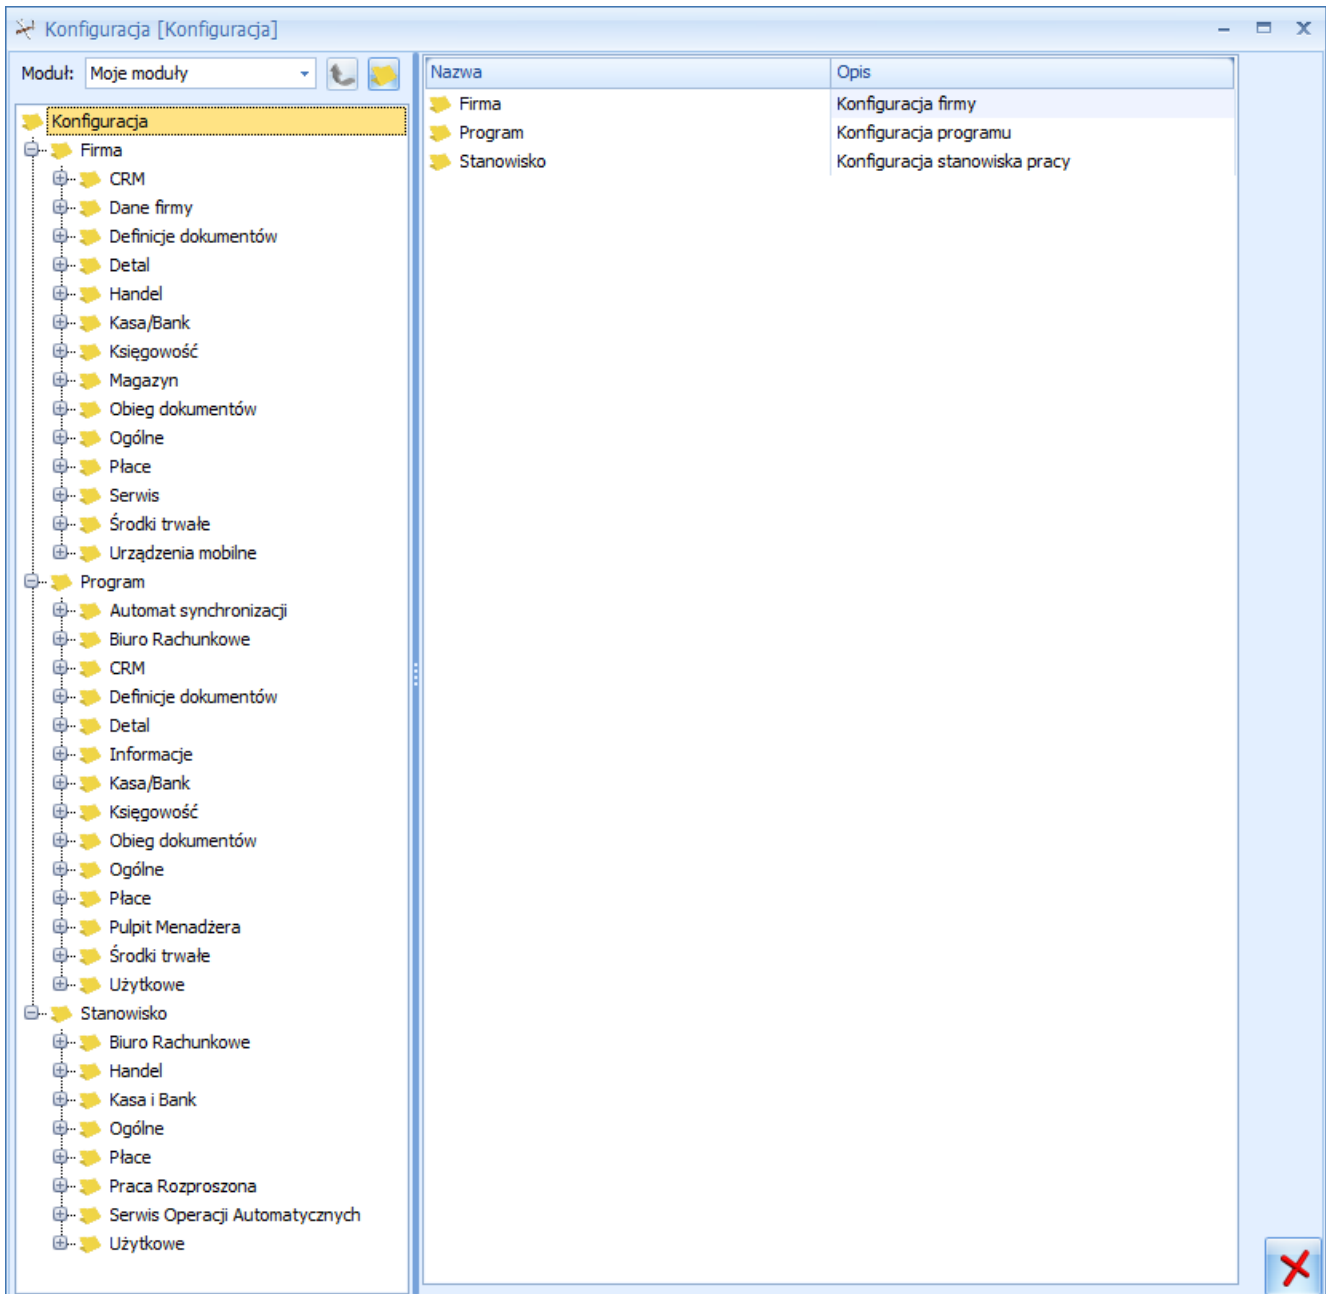 Konfiguracja [Konfiguracja]
Moduł: Moje moduły
Konfiguracja
Firma
CRM
Dane firmy
Definicje dokumentów
Detal
Handel
Kasa/Bank
Księgowość
Magazyn
Obieg dokumentów
Ogólne
Płace
Serwis
Środki trwałe
Urządzenia mobilne
Program
Automat synchronizacji
Biuro Rachunkowe
CRM
Definicje dokumentów
Detal
Informacje
Kasa/Bank
Księgowość
Obieg dokumentów
Ogólne
Płace
Pulpit Menadżera
Środki trwałe
Użytkowe
Stanowisko
Biuro Rachunkowe
Handel
Kasa i Bank
Ogólne
Płace
Praca Rozproszona
Serwis Operacji Automatycznych
Użytkowe
Nazwa Opis
Firma Konfiguracja firmy
Program Konfiguracja programu
Stanowisko Konfiguracja stanowiska pracy